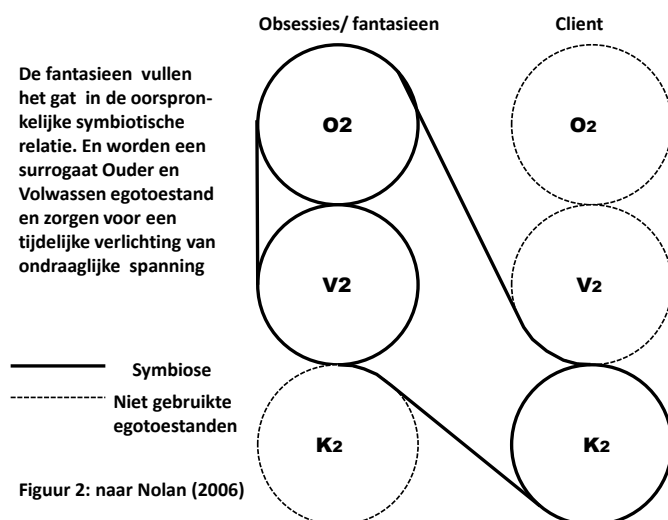 Obsessies/ fantasieen
Client
De fantasieen vullen
het gat in de oorspron-
kelijke symbiotische
relatie. En worden een
surrogaat Ouder en
Volwassen egotoestand
en zorgen voor een
tijdelijke verlichting van
ondraaglijke spanning
O2
O2
V2
V2
K2
K2
Symbiose
Niet gebruikte
egotoestanden
Figuur 2: naar Nolan (2006)